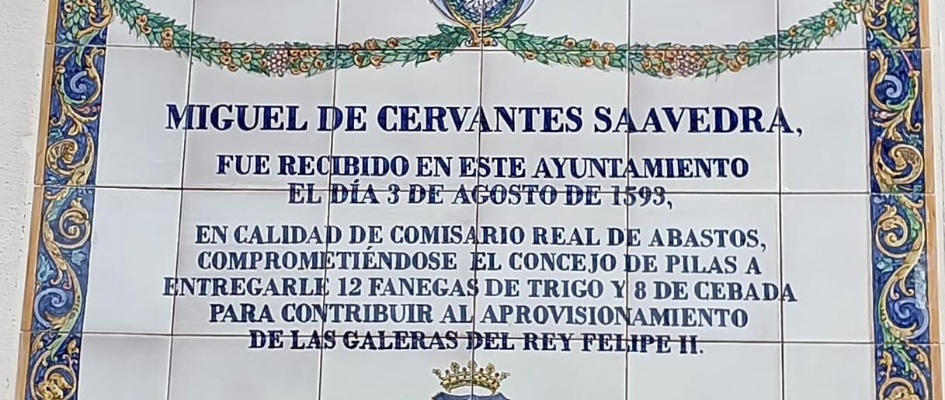 MIGUEL DE CERVANTES SAAVEDRA,
FUE RECIBIDO EN ESTE AYUNTAMIENTO
EL DÍA 3 DE AGOSTO DE 1593,
EN CALIDAD DE COMISARIO REAL DE ABASTOS,
COMPROMETIÉNDOSE EL CONCEJO DE PILAS A
ENTREGARLE 12 FANEGAS DE TRIGO Y 8 DE CEBADA
PARA CONTRIBUIR AL APROVISIONAMIENTO
DE LAS GALERAS DEL REY FELIPE II.